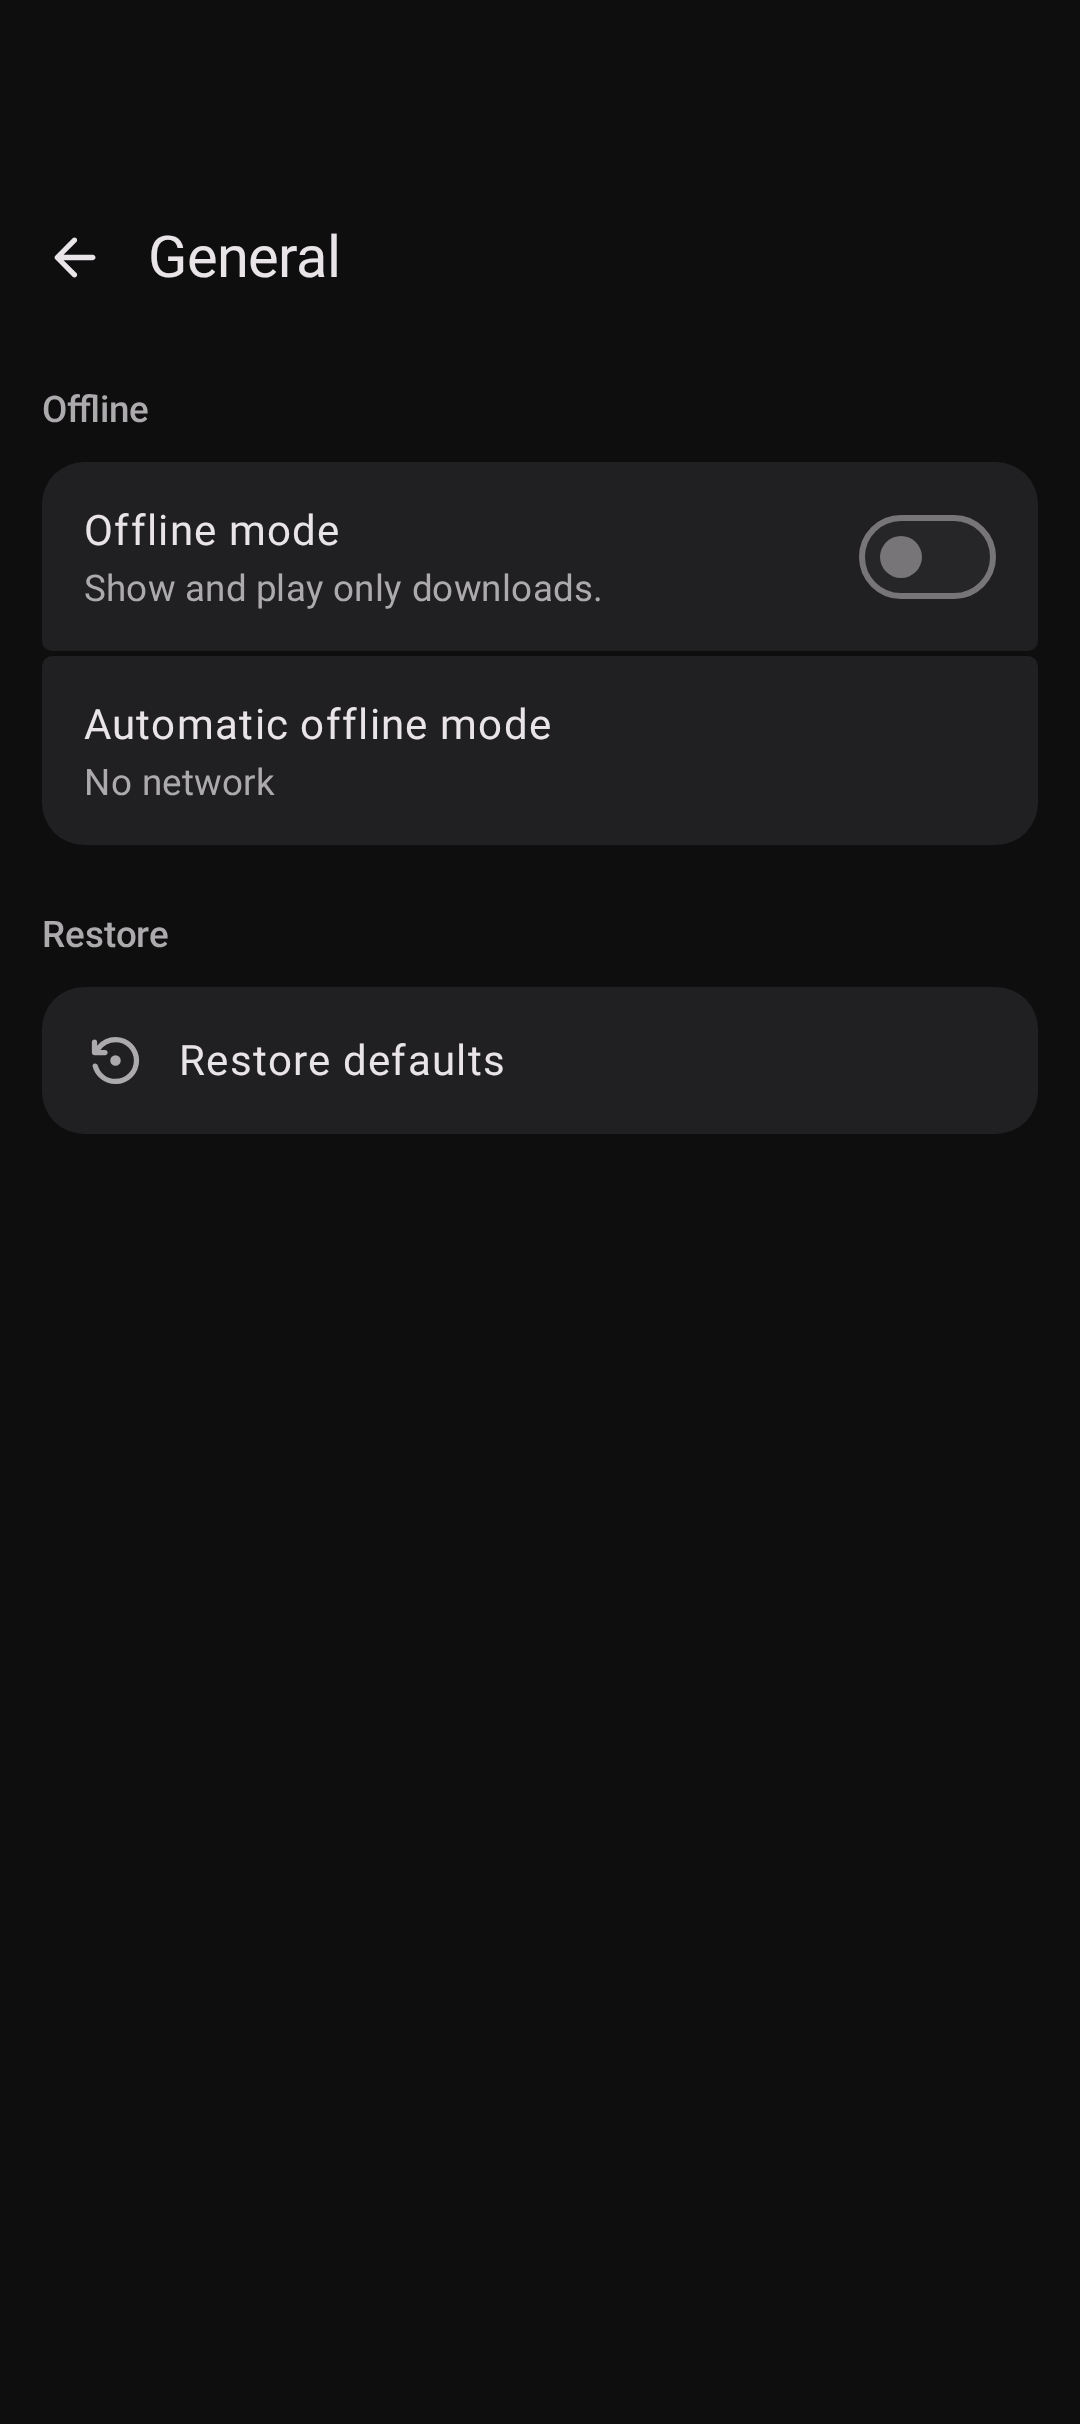 General
Offline
Offline mode
Show and play only downloads.
Automatic offline mode
No network
Restore
Restore defaults